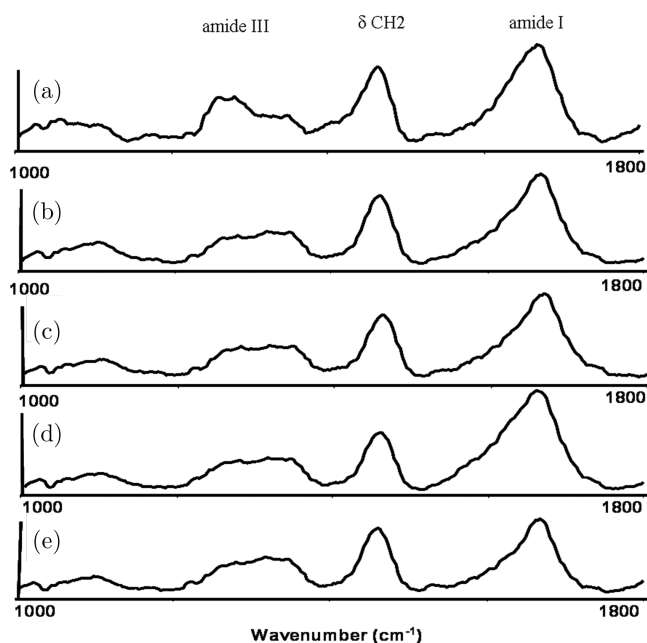 amide III δ CH2 amide I
(a)
1000 1800
(b)
1000 1800
(c)
1000 1800
(d)
1000 1800
(e)
1000 1800
Wavenumber (cm⁻¹)